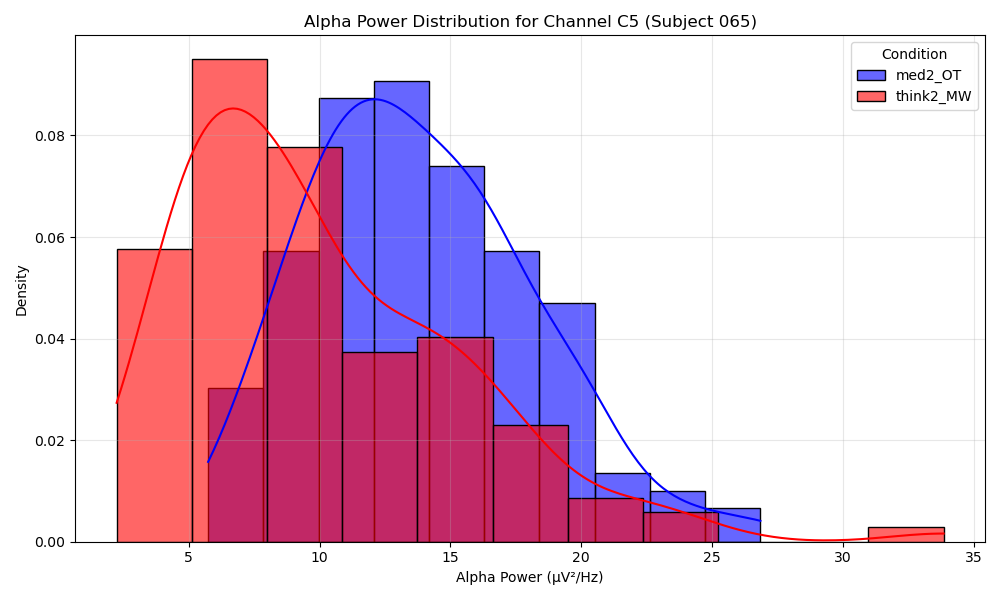 Alpha Power Distribution for Channel C5 (Subject 065)
Condition
med2_OT
think2_MW
Density
0.08
0.06
0.04
0.02
0.00
5 10 15 20 25 30 35
Alpha Power (μV²/Hz)